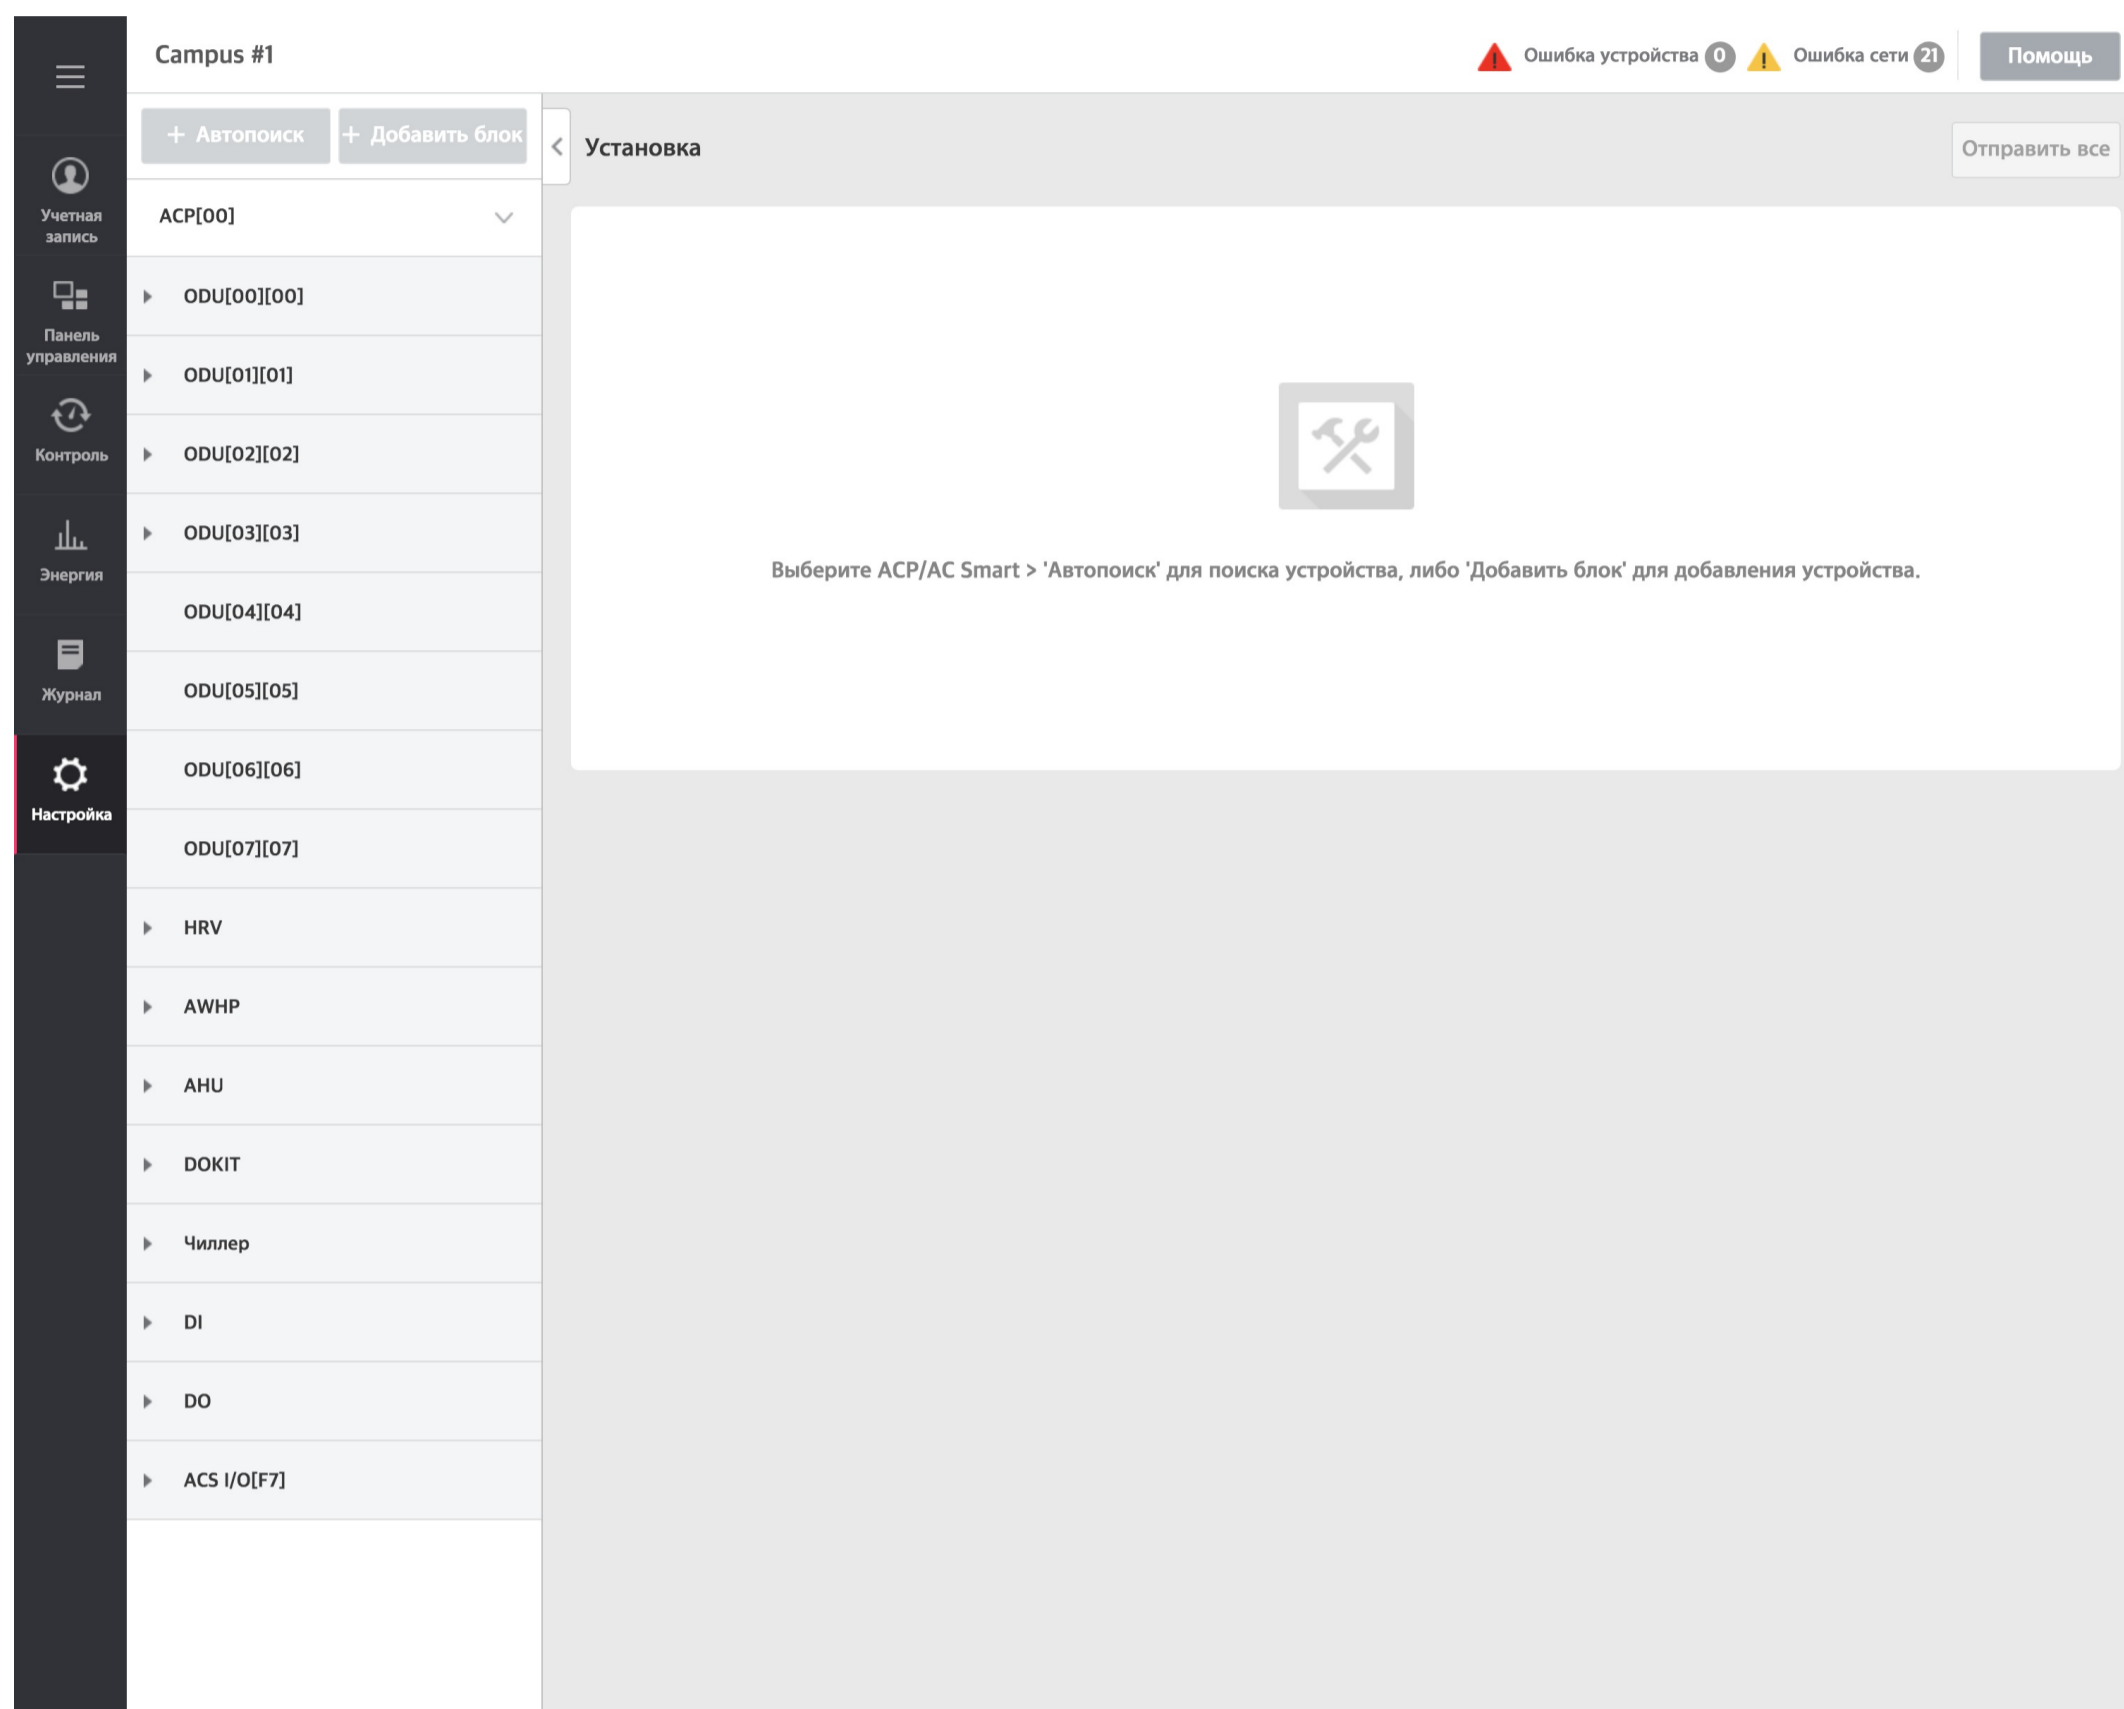 Campus #1
Ошибка устройства 0
Ошибка сети 21
Помощь
+ Автопоиск
+ Добавить блок
Установка
Отправить все
Учетная
запись
Панель
управления
Контроль
Энергия
Журнал
Настройка
ACP[00]
ODU[00][00]
ODU[01][01]
ODU[02][02]
ODU[03][03]
ODU[04][04]
ODU[05][05]
ODU[06][06]
ODU[07][07]
HRV
AWHP
AHU
DOKIT
Чиллер
DI
DO
ACS I/O[F7]
Выберите ACP/AC Smart > 'Автопоиск' для поиска устройства, либо 'Добавить блок' для добавления устройства.